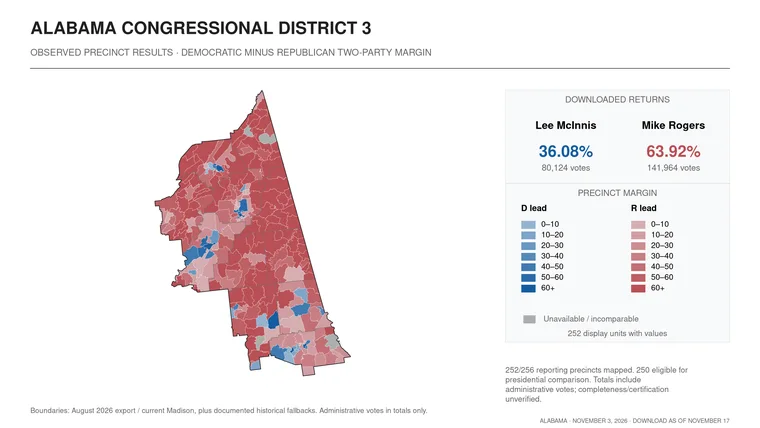 ALABAMA CONGRESSIONAL DISTRICT 3
OBSERVED PRECINCT RESULTS · DEMOCRATIC MINUS REPUBLICAN TWO-PARTY MARGIN
DOWNLOADED RETURNS
Lee McInnis Mike Rogers
36.08% 63.92%
80,124 votes 141,964 votes
PRECINCT MARGIN
D lead R lead
0–10 0–10
10–20 10–20
20–30 20–30
30–40 30–40
40–50 40–50
50–60 50–60
60+ 60+
Unavailable / incomparable
252 display units with values
252/256 reporting precincts mapped. 250 eligible for
presidential comparison. Totals include
administrative votes; completeness/certification
unverified.
Boundaries: August 2026 export / current Madison, plus documented historical fallbacks. Administrative votes in totals only.
ALABAMA · NOVEMBER 3, 2026 · DOWNLOAD AS OF NOVEMBER 17